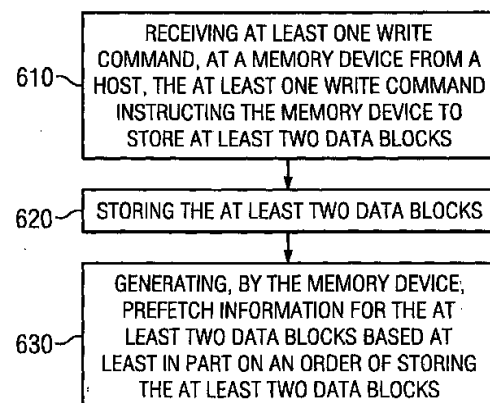 RECEIVING AT LEAST ONE WRITE
COMMAND, AT A MEMORY DEVICE FROM A
610 HOST, THE AT LEAST ONE WRITE COMMAND
INSTRUCTING THE MEMORY DEVICE TO
STORE AT LEAST TWO DATA BLOCKS
620 STORING THE AT LEAST TWO DATA BLOCKS
GENERATING, BY THE MEMORY DEVICE,
PREFETCH INFORMATION FOR THE AT
630 LEAST TWO DATA BLOCKS BASED AT
LEAST IN PART ON AN ORDER OF STORING
THE AT LEAST TWO DATA BLOCKS